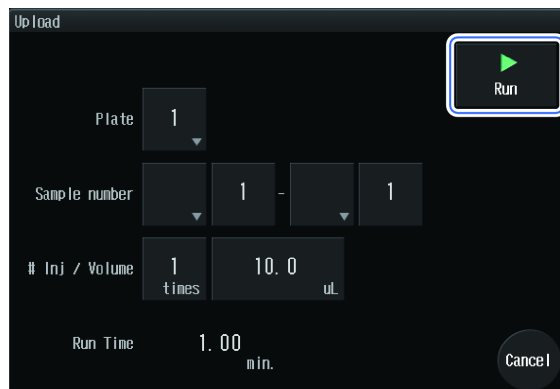 Upload
Run
Plate 1
Sample number 1 - 1
# Inj / Volume 1 times 10.0 uL
Run Time 1.00 min.
Cancel